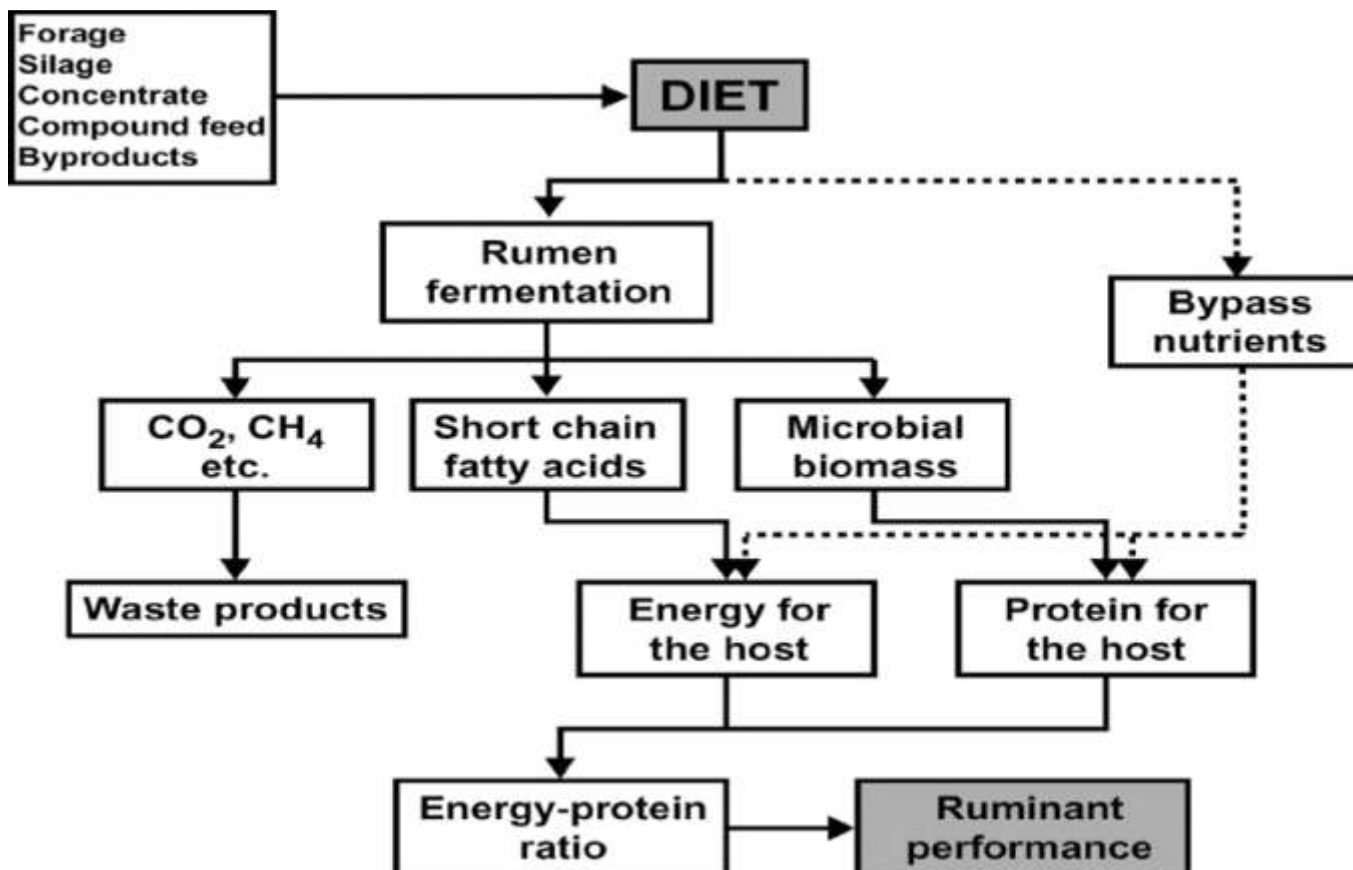 Forage
Silage
Concentrate
Compound feed
Byproducts
DIET
Rumen
fermentation
Bypass
nutrients
CO₂, CH₄
etc.
Short chain
fatty acids
Microbial
biomass
Waste products
Energy for
the host
Protein for
the host
Energy-protein
ratio
Ruminant
performance